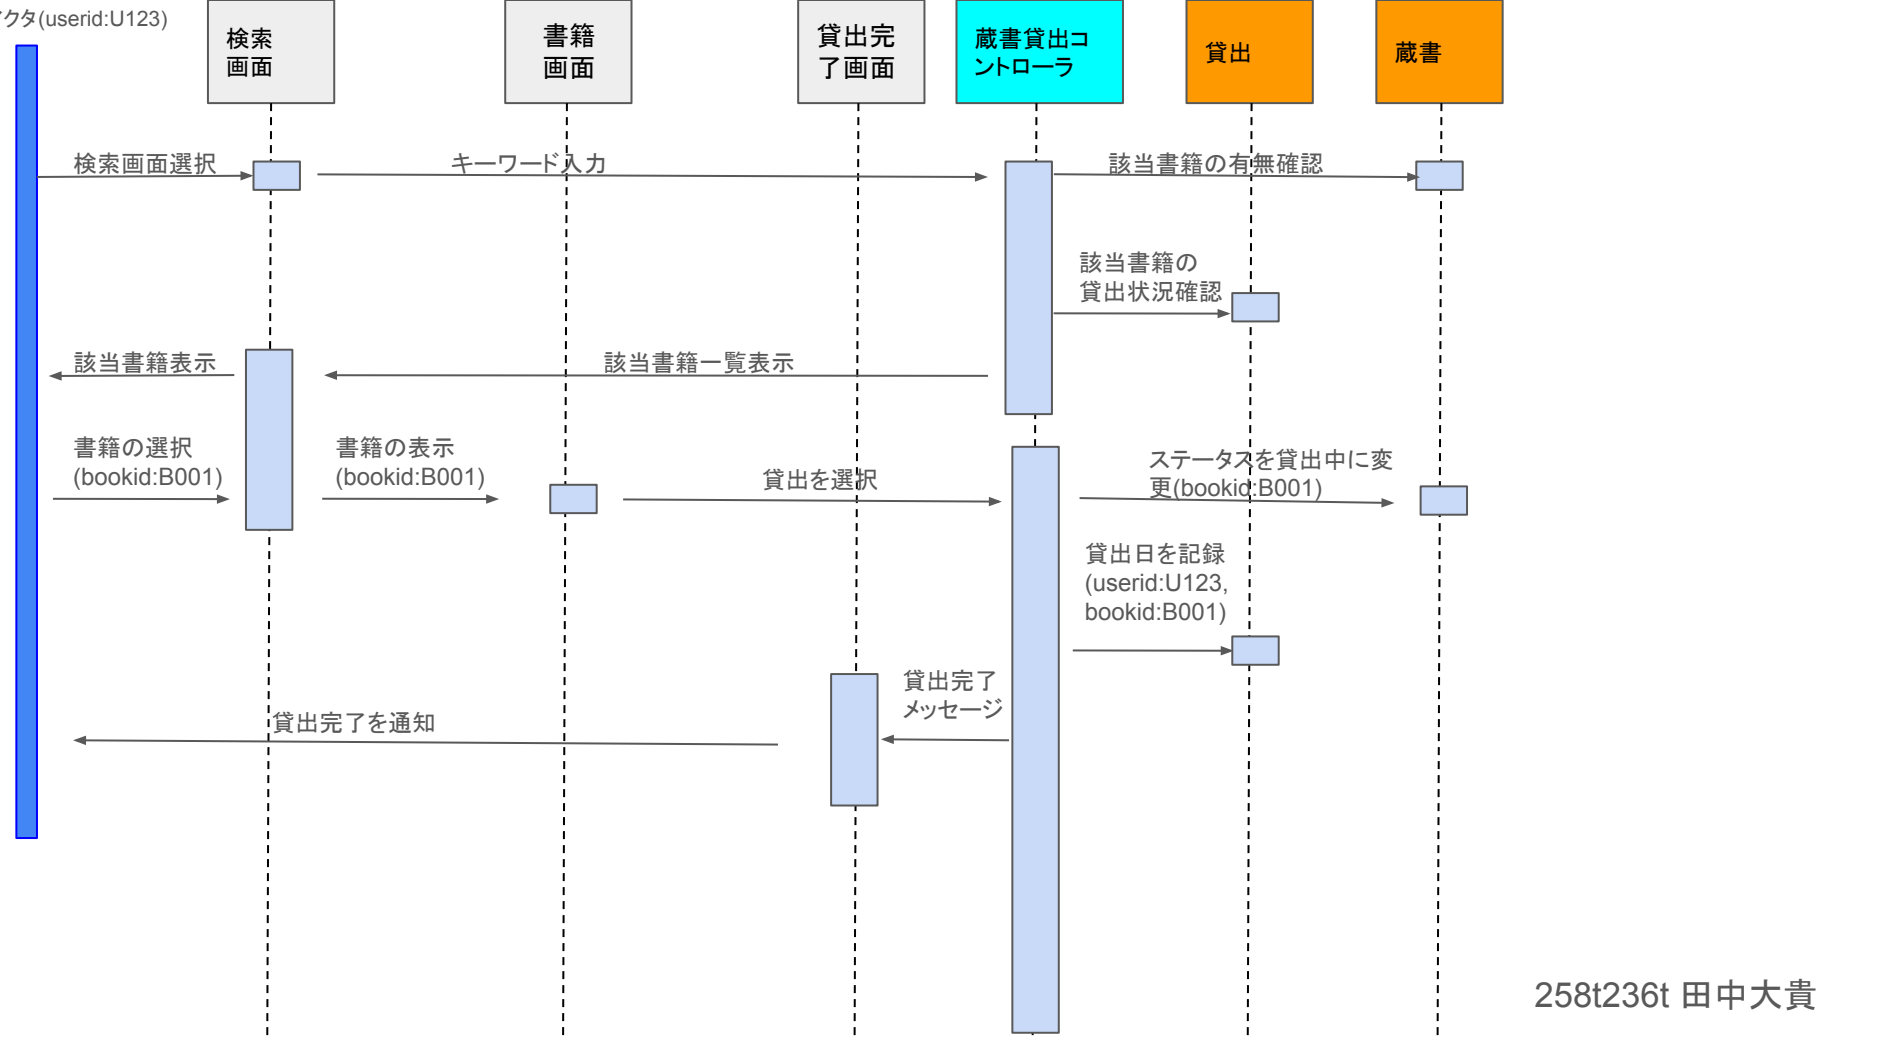 クタ(userid:U123)
検索
画面
書籍
画面
貸出完
了画面
蔵書貸出コ
ントローラ
貸出
蔵書
検索画面選択
キーワード入力
該当書籍の有無確認
該当書籍の
貸出状況確認
該当書籍表示
該当書籍一覧表示
書籍の選択
(bookid:B001)
書籍の表示
(bookid:B001)
貸出を選択
ステータスを貸出中に変
更(bookid:B001)
貸出日を記録
(userid:U123,
bookid:B001)
貸出完了
メッセージ
貸出完了を通知
258t236t 田中大貴